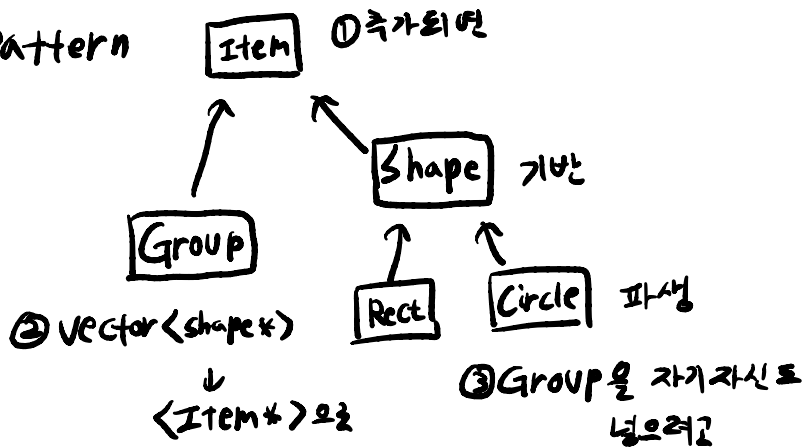 attern
Item
① 추가되면
Shape
기반
Group
Rect
Circle
파생
② vector<shape*>
↓
<Item*>으로
③ Group을 자기자신도
넣으려고